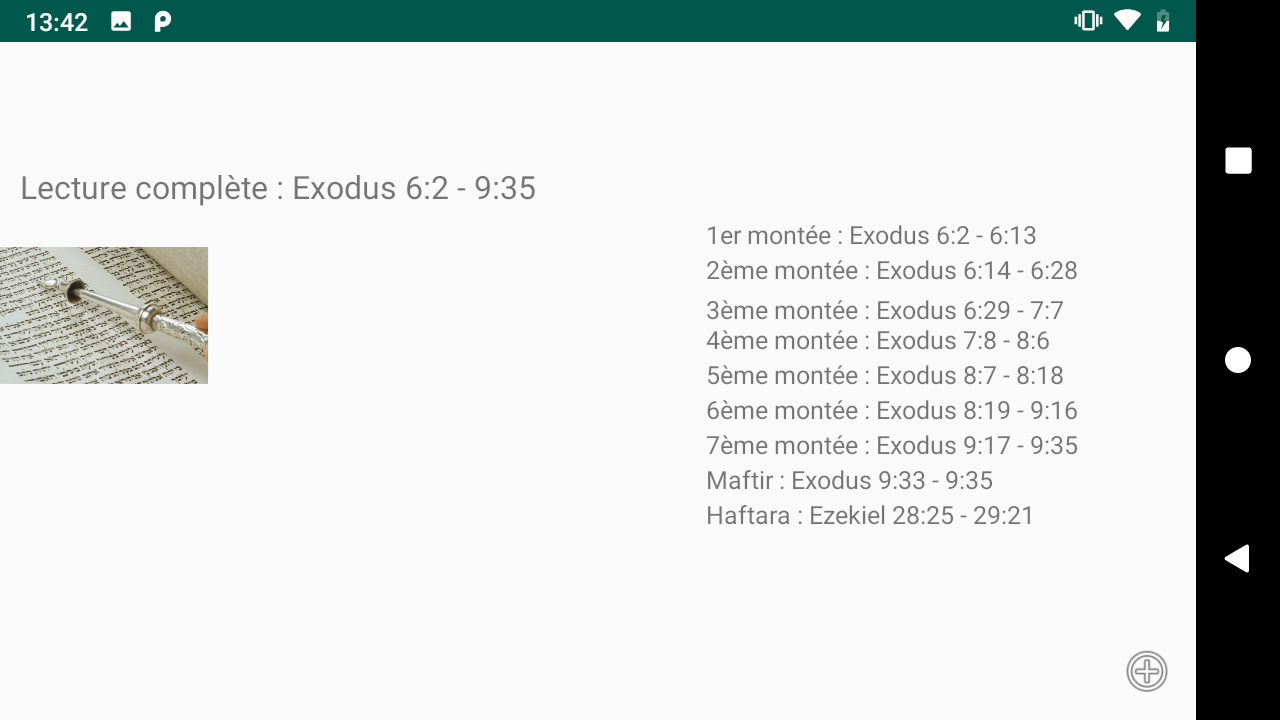 13:42
Lecture complète : Exodus 6:2 - 9:35
1er montée : Exodus 6:2 - 6:13
2ème montée : Exodus 6:14 - 6:28
3ème montée : Exodus 6:29 - 7:7
4ème montée : Exodus 7:8 - 8:6
5ème montée : Exodus 8:7 - 8:18
6ème montée : Exodus 8:19 - 9:16
7ème montée : Exodus 9:17 - 9:35
Maftir : Exodus 9:33 - 9:35
Haftara : Ezekiel 28:25 - 29:21